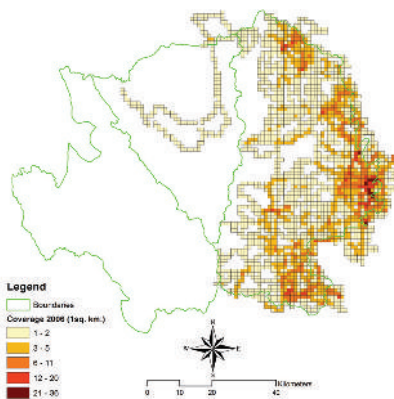 Legend
Boundaries
Coverage 2006 (1sq. km.)
1 - 2
3 - 5
6 - 11
12 - 20
21 - 36
N
W
E
S
0
10
20
40
Kilometers